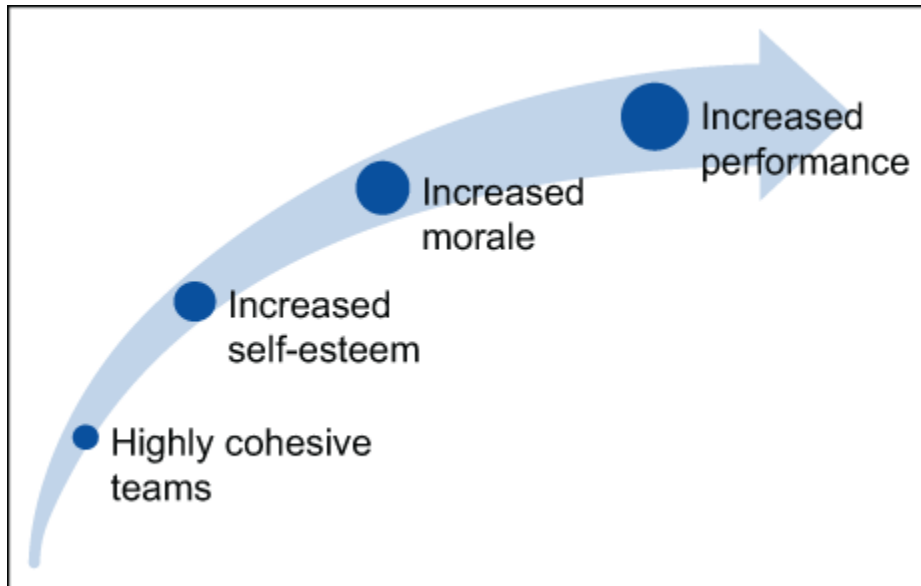 Increased
performance
Increased
morale
Increased
self-esteem
Highly cohesive
teams